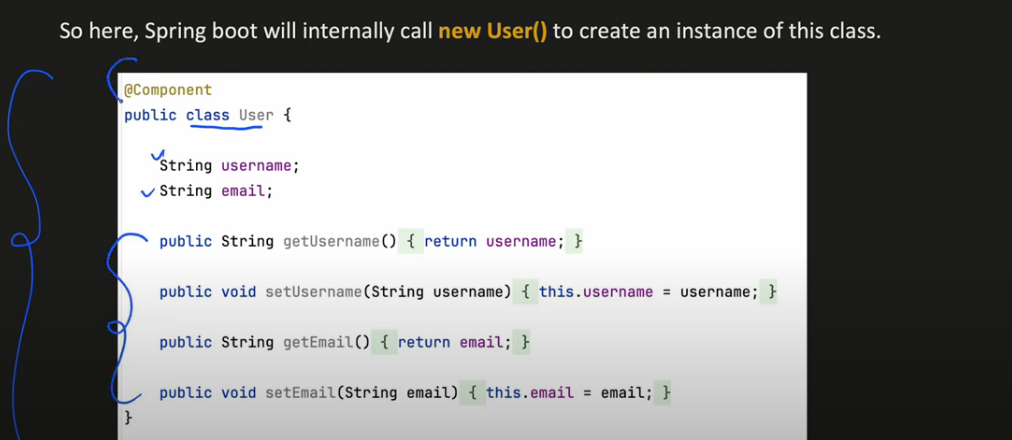 So here, Spring boot will internally call new User() to create an instance of this class.
@Component
public class User {
String username;
String email;
public String getUsername() { return username; }
public void setUsername(String username) { this.username = username; }
public String getEmail() { return email; }
public void setEmail(String email) { this.email = email; }
}